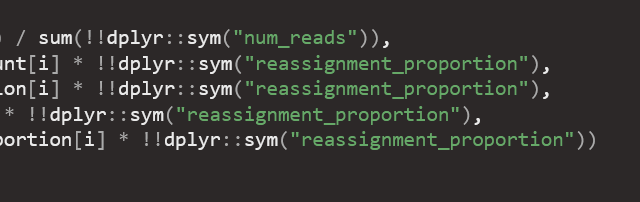 ) / sum(!!dplyr::sym("num_reads")),
unt[i] * !!dplyr::sym("reassignment_proportion"),
ion[i] * !!dplyr::sym("reassignment_proportion"),
* !!dplyr::sym("reassignment_proportion"),
portion[i] * !!dplyr::sym("reassignment_proportion"))